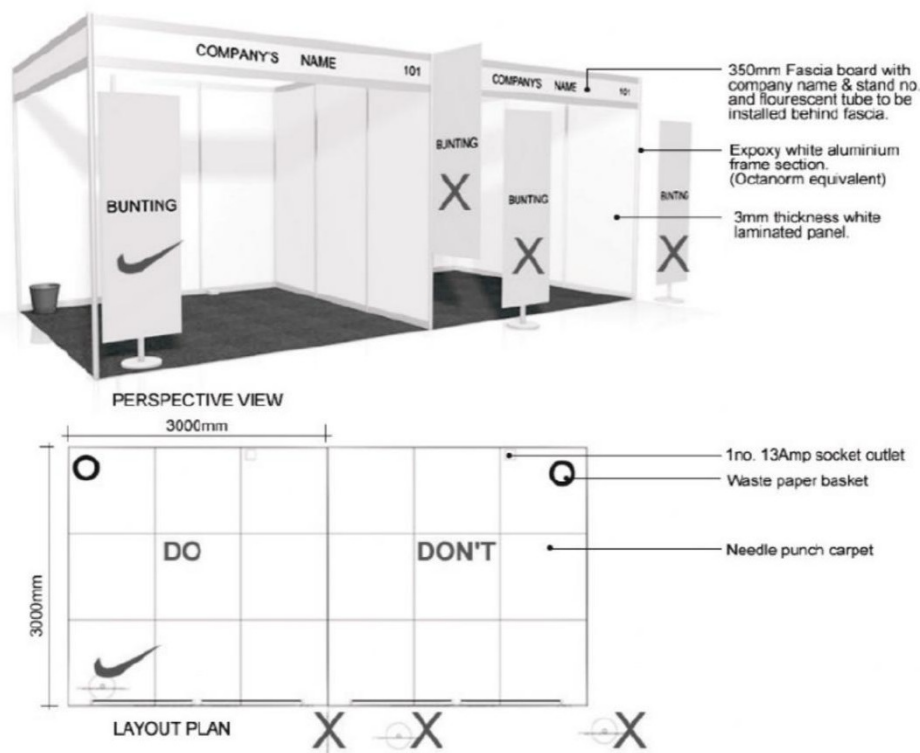 COMPANY'S NAME 101
COMPANY'S NAME 101
BUNTING
BUNTING
BUNTING
BUNTING
350mm Fascia board with
company name & stand no.
and flourescent tube to be
installed behind fascia.
Expoxy white aluminium
frame section.
(Octanorm equivalent)
3mm thickness white
laminated panel.
PERSPECTIVE VIEW
3000mm
3000mm
DO
DON'T
1no. 13Amp socket outlet
Waste paper basket
Needle punch carpet
LAYOUT PLAN